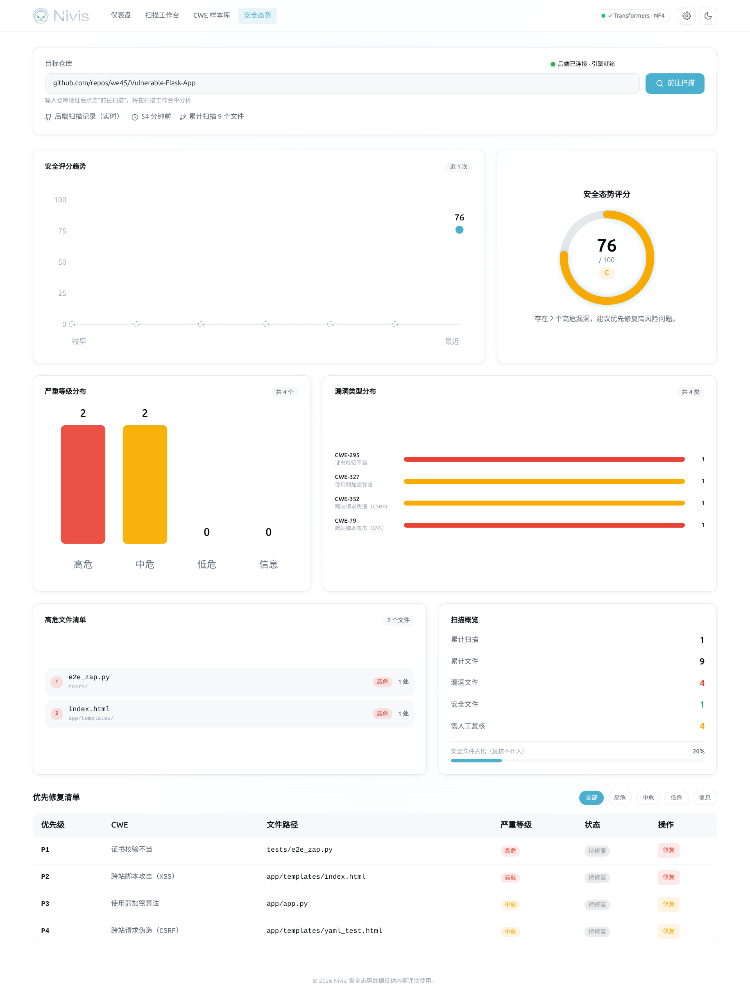 Nivis 仪表盘 扫描工作台 CWE 样本库 安全态势 ✓ Transformers · NF4
目标仓库 后端已连接 · 引擎就绪
github.com/repos/we45/Vulnerable-Flask-App 前往扫描
输入仓库地址后点击"前往扫描"，将在扫描工作台中分析
后端扫描记录（实时） 54 分钟前 累计扫描 9 个文件
安全评分趋势 近 1 次
100
75
50
25
0
76
较早 最近
安全态势评分
76
/ 100
C
存在 2 个高危漏洞，建议优先修复高风险问题。
严重等级分布 共 4 个
2 2 0 0
高危 中危 低危 信息
漏洞类型分布 共 4 类
CWE-295 1
证书校验不当
CWE-327 1
使用弱加密算法
CWE-352 1
跨站请求伪造（CSRF）
CWE-79 1
跨站脚本攻击（XSS）
高危文件清单 2 个文件
1 e2e_zap.py 高危 1 处
tests/
2 index.html 高危 1 处
app/templates/
扫描概览
累计扫描 1
累计文件 9
漏洞文件 4
安全文件 1
需人工复核 4
安全文件占比（复核不计入） 20%
优先修复清单 全部 高危 中危 低危 信息
优先级 CWE 文件路径 严重等级 状态 操作
P1 证书校验不当 tests/e2e_zap.py 高危 待修复 修复
P2 跨站脚本攻击（XSS） app/templates/index.html 高危 待修复 修复
P3 使用弱加密算法 app/app.py 中危 待修复 修复
P4 跨站请求伪造（CSRF） app/templates/yaml_test.html 中危 待修复 修复
© 2026 Nivis. 安全态势数据仅供内部评估使用。